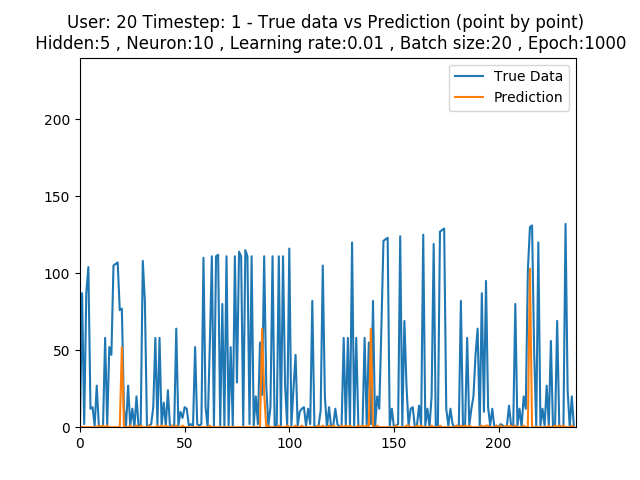 User: 20 Timestep: 1 - True data vs Prediction (point by point)
Hidden:5 , Neuron:10 , Learning rate:0.01 , Batch size:20 , Epoch:1000
True Data
Prediction
200
150
100
50
0
0 50 100 150 200